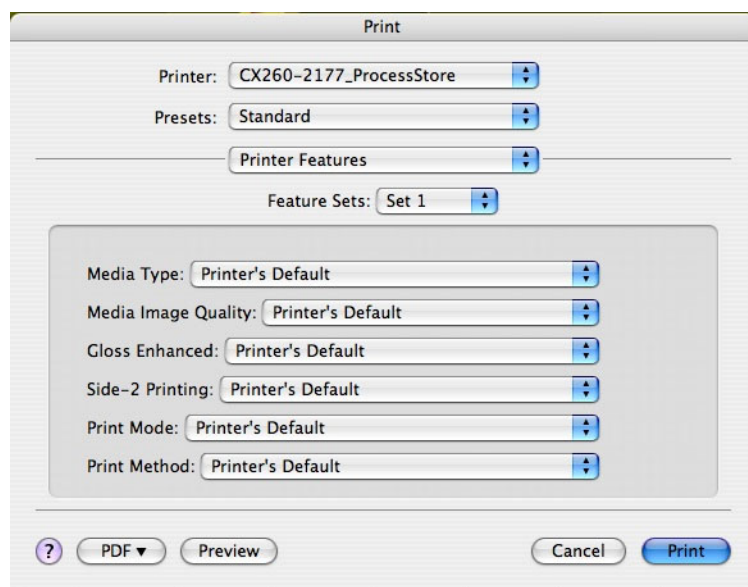 Print
Printer: CX260-2177_ProcessStore
Presets: Standard
Printer Features
Feature Sets: Set 1
Media Type: Printer's Default
Media Image Quality: Printer's Default
Gloss Enhanced: Printer's Default
Side-2 Printing: Printer's Default
Print Mode: Printer's Default
Print Method: Printer's Default
? PDF ▾ Preview Cancel Print